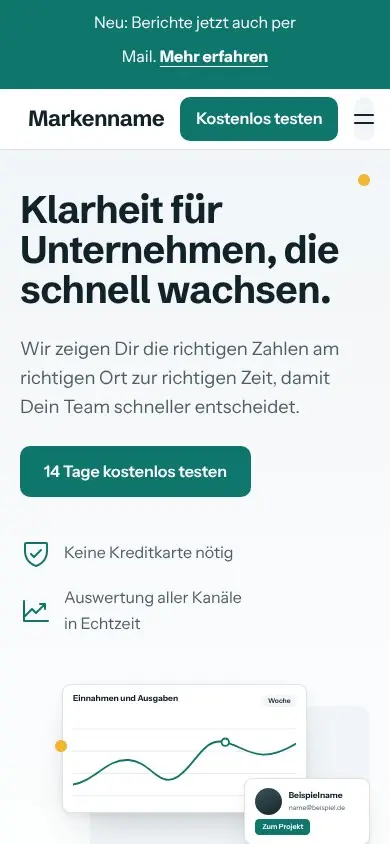 Neu: Berichte jetzt auch per
Mail. Mehr erfahren
Markenname
Kostenlos testen
Klarheit für
Unternehmen, die
schnell wachsen.
Wir zeigen Dir die richtigen Zahlen am
richtigen Ort zur richtigen Zeit, damit
Dein Team schneller entscheidet.
14 Tage kostenlos testen
Keine Kreditkarte nötig
Auswertung aller Kanäle
in Echtzeit
Einnahmen und Ausgaben
Woche
Beispielname
name@beispiel.de
Zum Projekt